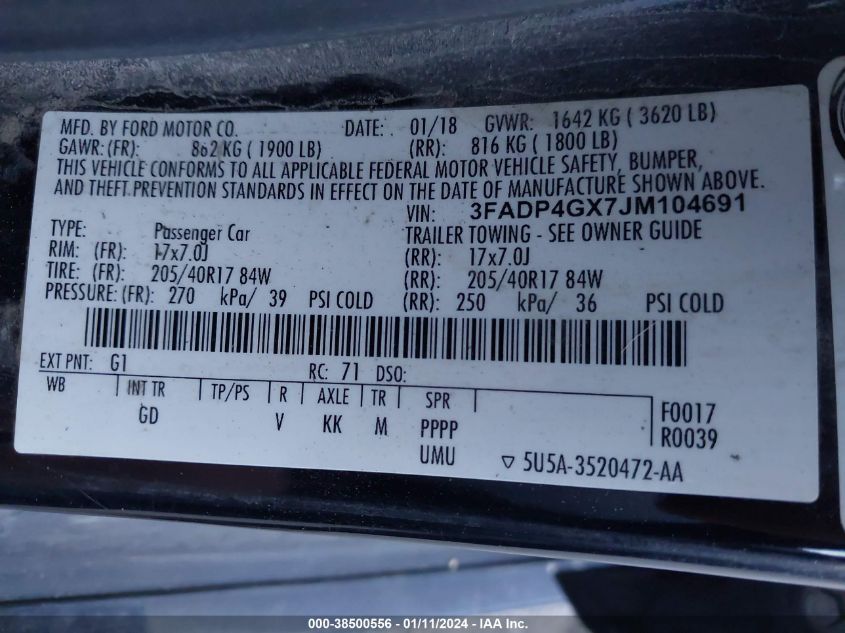 MFD. BY FORD MOTOR CO. DATE: 01/18 GVWR: 1642 KG ( 3620 LB)
GAWR: (FR): 862 KG ( 1900 LB) (RR): 816 KG ( 1800 LB)
THIS VEHICLE CONFORMS TO ALL APPLICABLE FEDERAL MOTOR VEHICLE SAFETY, BUMPER,
AND THEFT PREVENTION STANDARDS IN EFFECT ON THE DATE OF MANUFACTURE SHOWN ABOVE.
VIN: 3FADP4GX7JM104691
TYPE: Passenger Car TRAILER TOWING - SEE OWNER GUIDE
RIM: (FR): 17x7.0J (RR): 17x7.0J
TIRE: (FR): 205/40R17 84W (RR): 205/40R17 84W
PRESSURE: (FR): 270 kPa/ 39 PSI COLD (RR): 250 kPa/ 36 PSI COLD
EXT PNT: G1 RC: 71 DSO:
WB INT TR TP/PS R AXLE TR SPR F0017
GD V KK M PPPP R0039
UMU ▽ 5U5A-3520472-AA
000-38500556 - 01/11/2024 - IAA Inc.